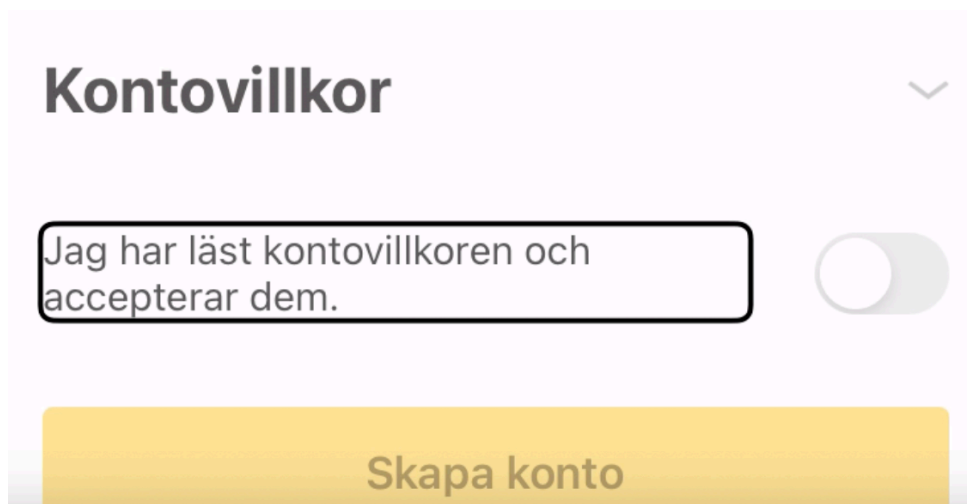 Kontovillkor
Jag har läst kontovillkoren och
accepterar dem.
Skapa konto